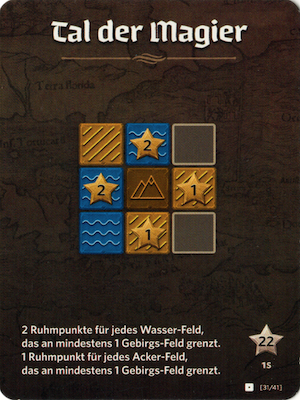 Tal der Magier
2
2
1
1
2 Ruhmpunkte für jedes Wasser-Feld,
das an mindestens 1 Gebirgs-Feld grenzt.
1 Ruhmpunkt für jedes Acker-Feld,
das an mindestens 1 Gebirgs-Feld grenzt.
22
1S
[31/41]